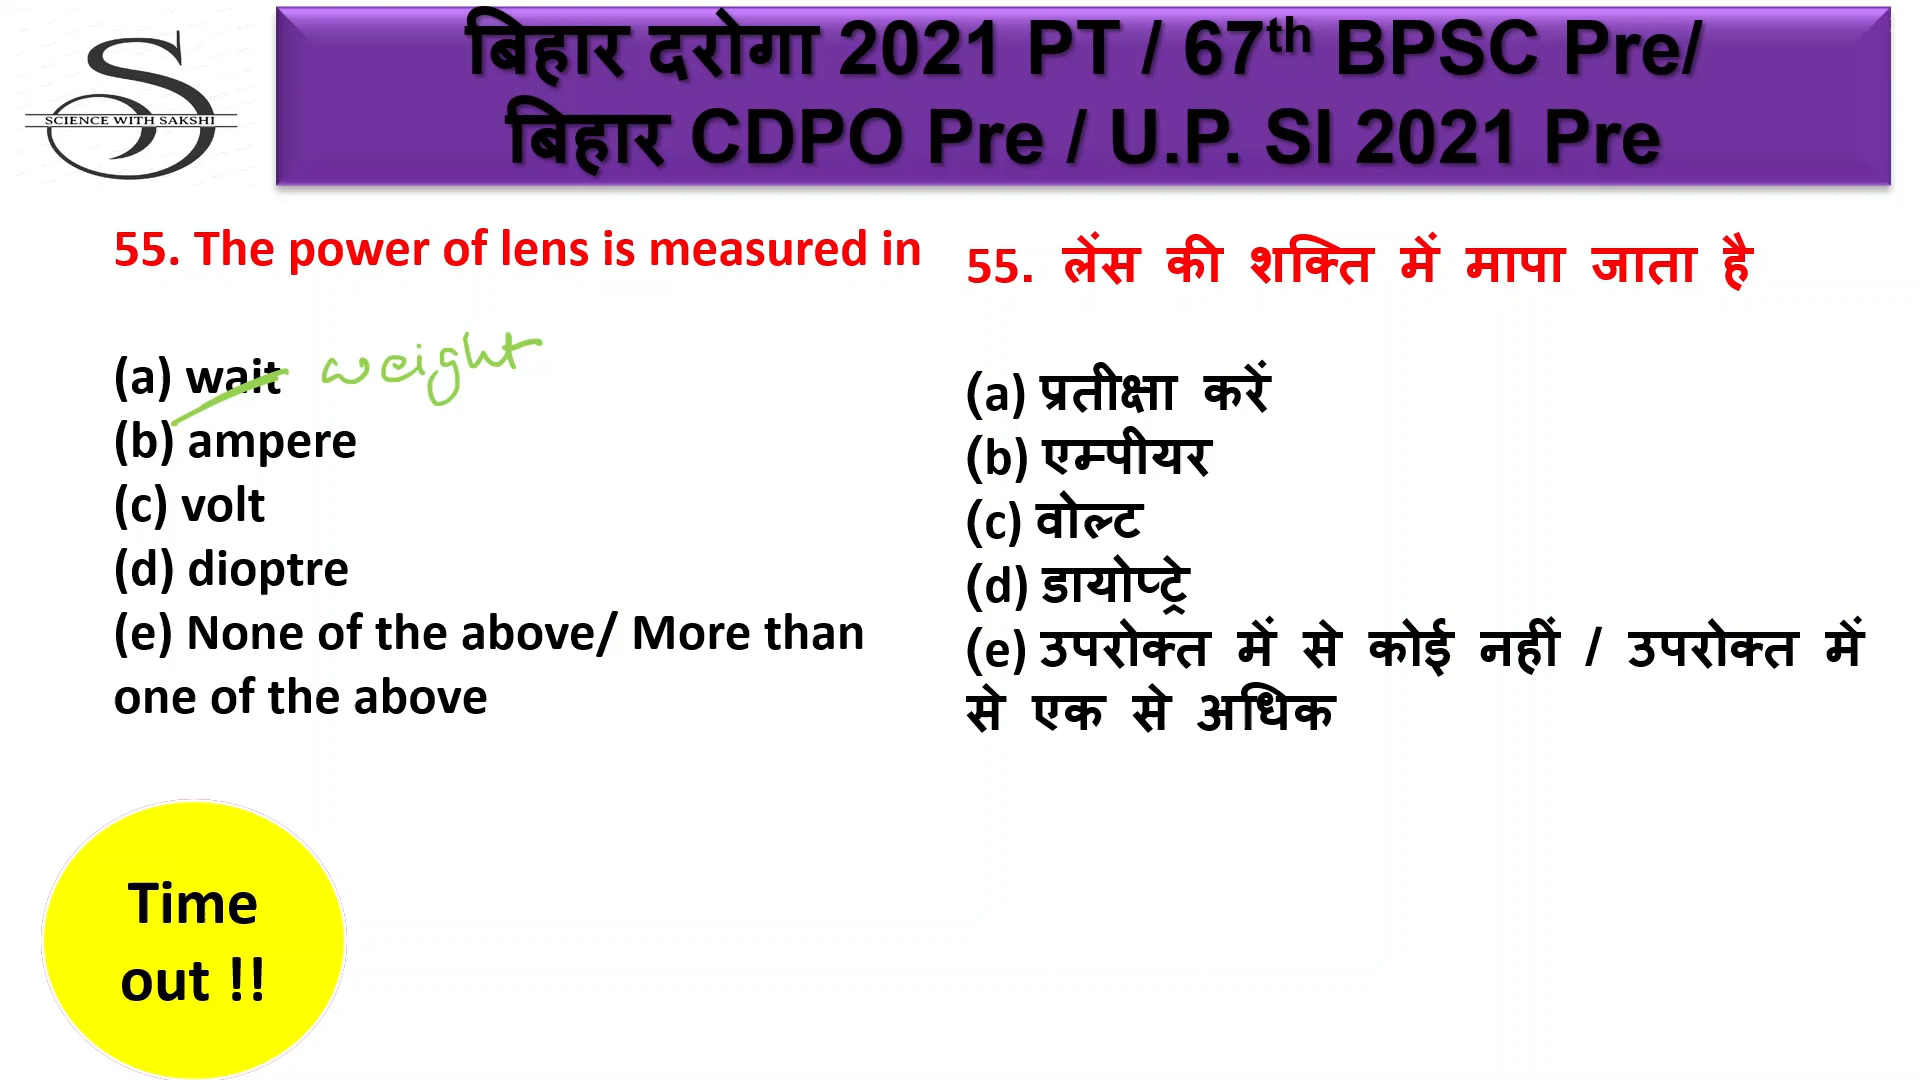 SCIENCE WITH SAKSHI
बिहार दरोगा 2021 PT / 67th BPSC Pre/
बिहार CDPO Pre / U.P. SI 2021 Pre
55. The power of lens is measured in
(a) wait weight
(b) ampere
(c) volt
(d) dioptre
(e) None of the above/ More than
one of the above
55. लेंस की शक्ति में मापा जाता है
(a) प्रतीक्षा करें
(b) एम्पीयर
(c) वोल्ट
(d) डायोप्ट्रे
(e) उपरोक्त में से कोई नहीं / उपरोक्त में
से एक से अधिक
Time
out !!